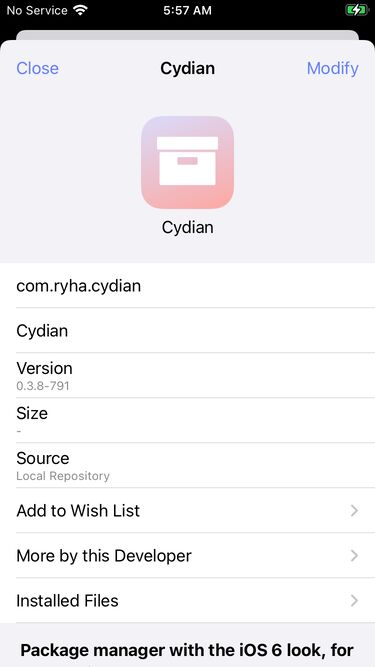 No Service 5:57 AM
Close Cydian Modify
Cydian
com.ryha.cydian
Cydian
Version
0.3.8-791
Size
-
Source
Local Repository
Add to Wish List
More by this Developer
Installed Files
Package manager with the iOS 6 look, for